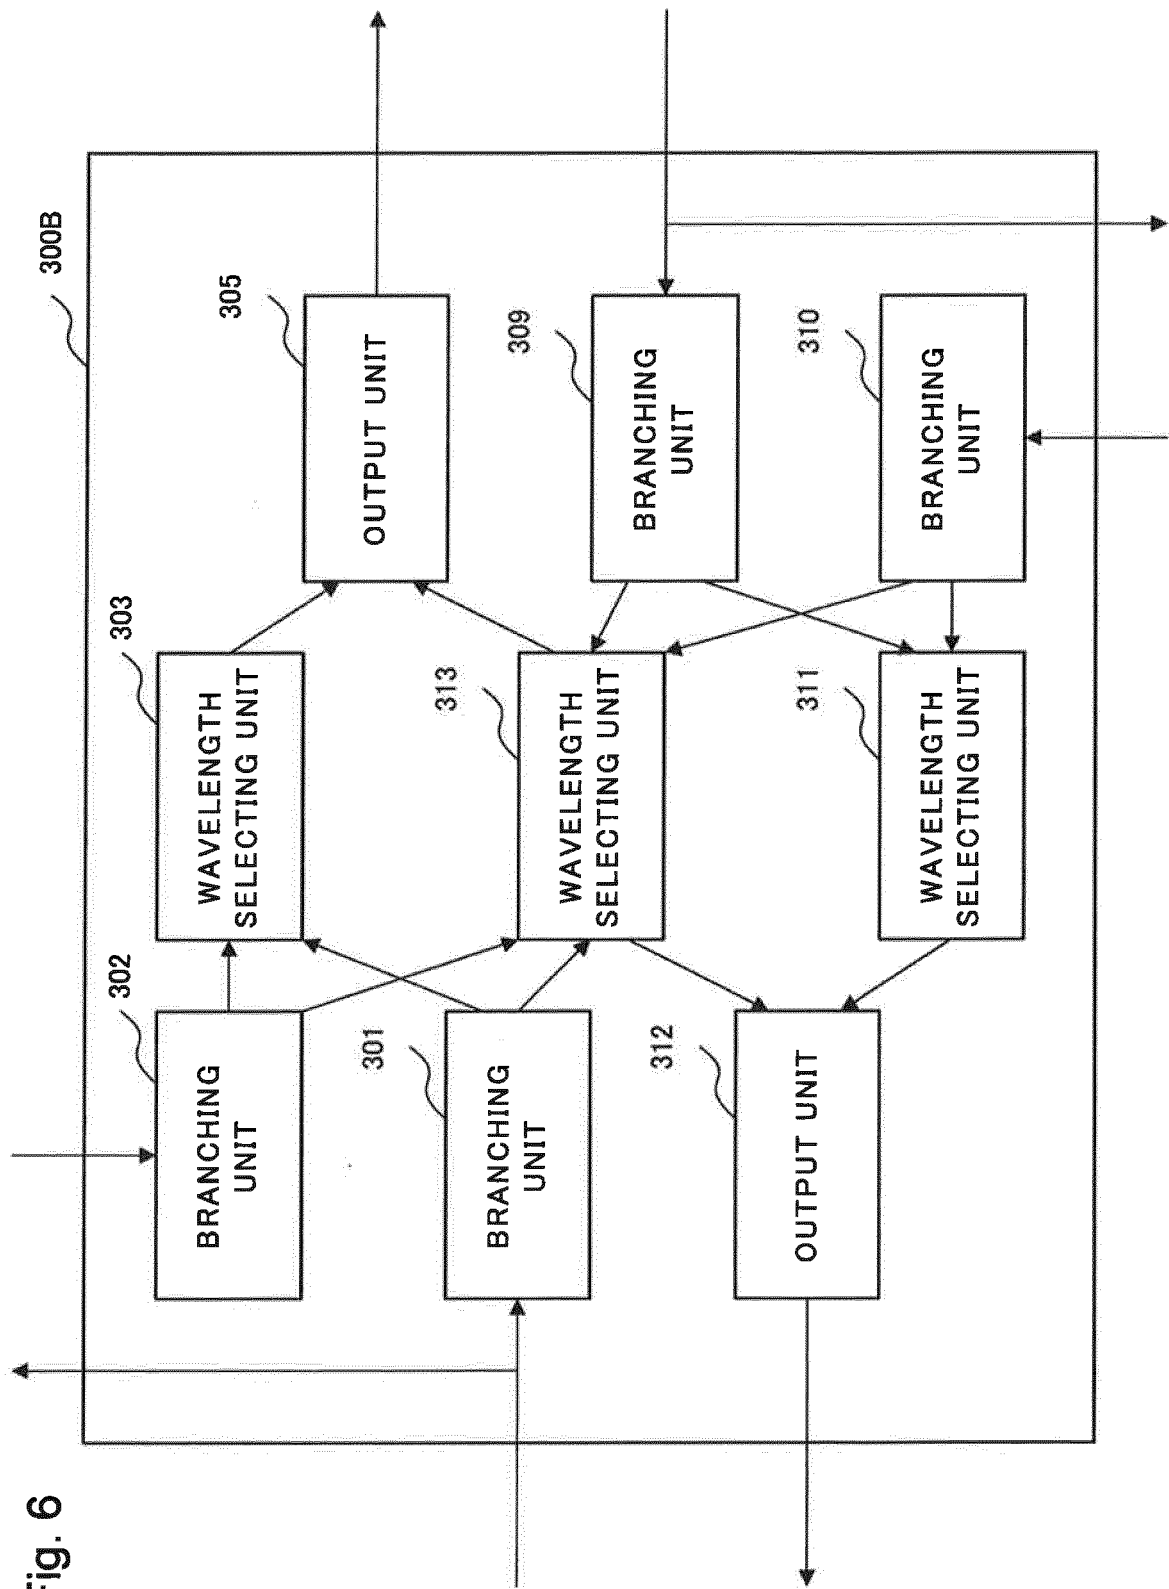 Fig. 6
300B
302
BRANCHING
UNIT
303
WAVELENGTH
SELECTING UNIT
305
OUTPUT UNIT
301
BRANCHING
UNIT
313
WAVELENGTH
SELECTING UNIT
309
BRANCHING
UNIT
312
OUTPUT UNIT
311
WAVELENGTH
SELECTING UNIT
310
BRANCHING
UNIT